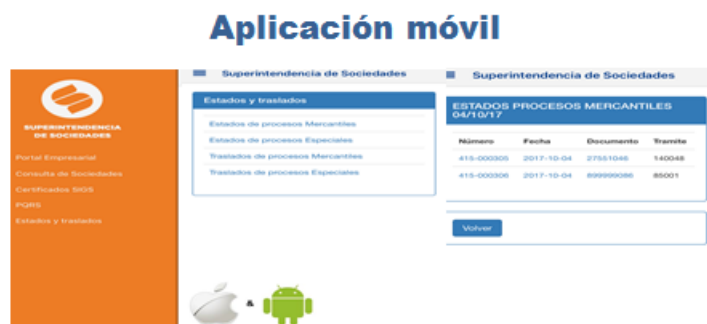 Aplicación móvil
SUPERINTENDENCIA
DE SOCIEDADES
Portal Empresarial
Consulta de Sociedades
Certificados SIGS
PQRS
Estados y traslados
Superintendencia de Sociedades
Estados y traslados
Estados de procesos Mercantiles
Estados de procesos Especiales
Traslados de procesos Mercantiles
Traslados de procesos Especiales
&
Superintendencia de Sociedades
ESTADOS PROCESOS MERCANTILES
04/10/17
Número Fecha Documento Tramite
415-000305 2017-10-04 27551046 140048
415-000306 2017-10-04 899999086 85001
Volver